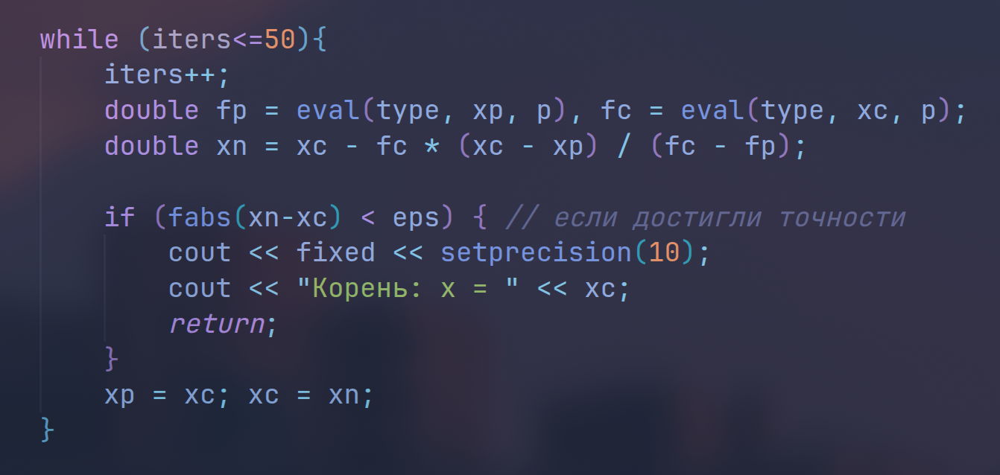 while (iters<=50){
iters++;
double fp = eval(type, xp, p), fc = eval(type, xc, p);
double xn = xc - fc * (xc - xp) / (fc - fp);
if (fabs(xn-xc) < eps) { // если достигли точности
cout << fixed << setprecision(10);
cout << "Корень: x = " << xc;
return;
}
xp = xc; xc = xn;
}